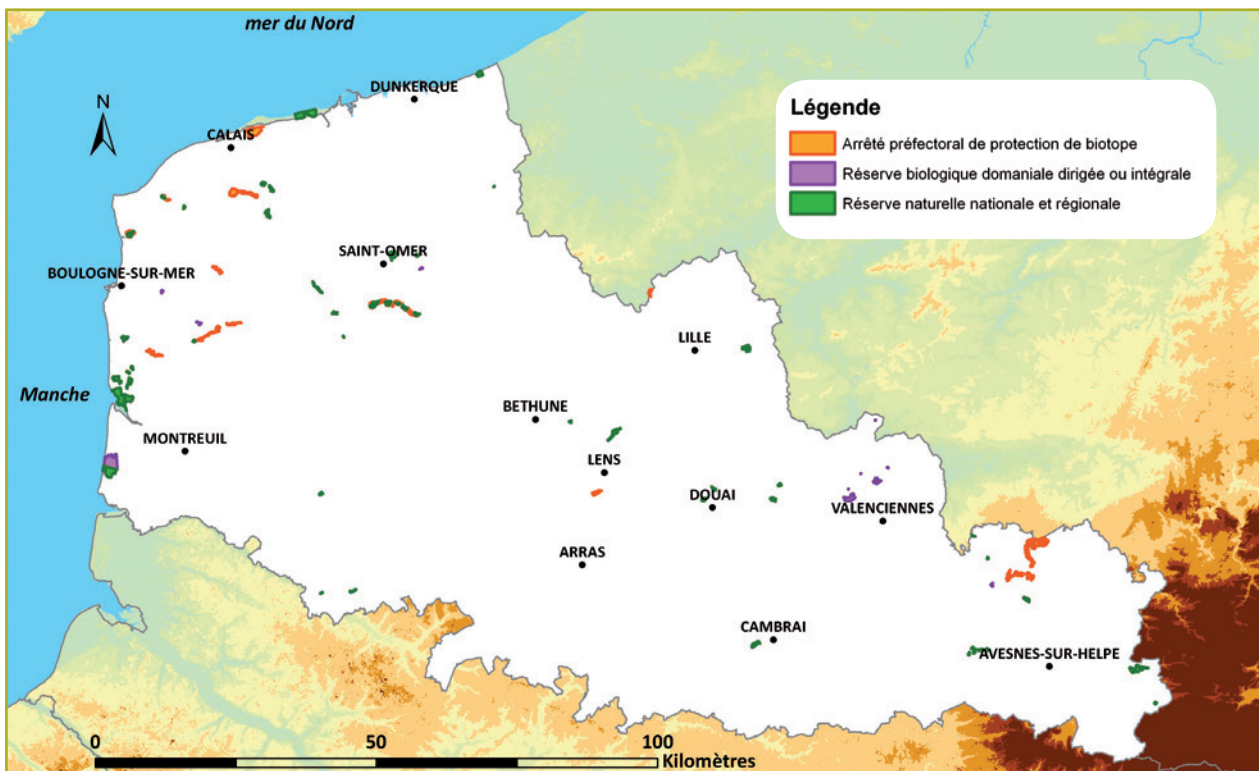 mer du Nord
DUNKERQUE
N
CALAIS
Légende
Arrêté préfectoral de protection de biotope
Réserve biologique domaniale dirigée ou intégrale
Réserve naturelle nationale et régionale
SAINT-OMER
BOULOGNE-SUR-MER
LILLE
Manche
BETHUNE
MONTREUIL
LENS
DOUAI
VALENCIENNES
ARRAS
CAMBRAI
AVESNES-SUR-HELPE
0 50 100
Kilomètres